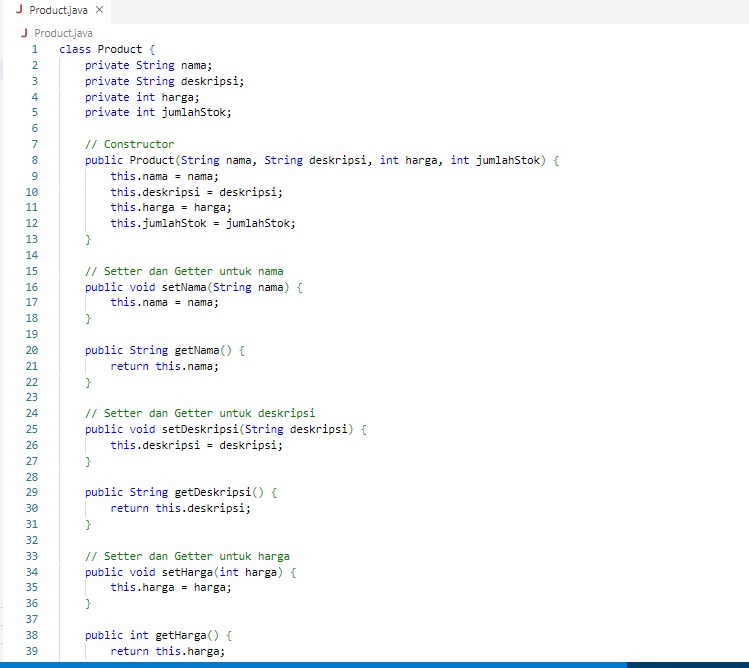 J Product.java ×
J Product.java
1 class Product {
2 private String nama;
3 private String deskripsi;
4 private int harga;
5 private int jumlahStok;
6
7 // Constructor
8 public Product(String nama, String deskripsi, int harga, int jumlahStok) {
9 this.nama = nama;
10 this.deskripsi = deskripsi;
11 this.harga = harga;
12 this.jumlahStok = jumlahStok;
13 }
14
15 // Setter dan Getter untuk nama
16 public void setNama(String nama) {
17 this.nama = nama;
18 }
19
20 public String getNama() {
21 return this.nama;
22 }
23
24 // Setter dan Getter untuk deskripsi
25 public void setDeskripsi(String deskripsi) {
26 this.deskripsi = deskripsi;
27 }
28
29 public String getDeskripsi() {
30 return this.deskripsi;
31 }
32
33 // Setter dan Getter untuk harga
34 public void setHarga(int harga) {
35 this.harga = harga;
36 }
37
38 public int getHarga() {
39 return this.harga;